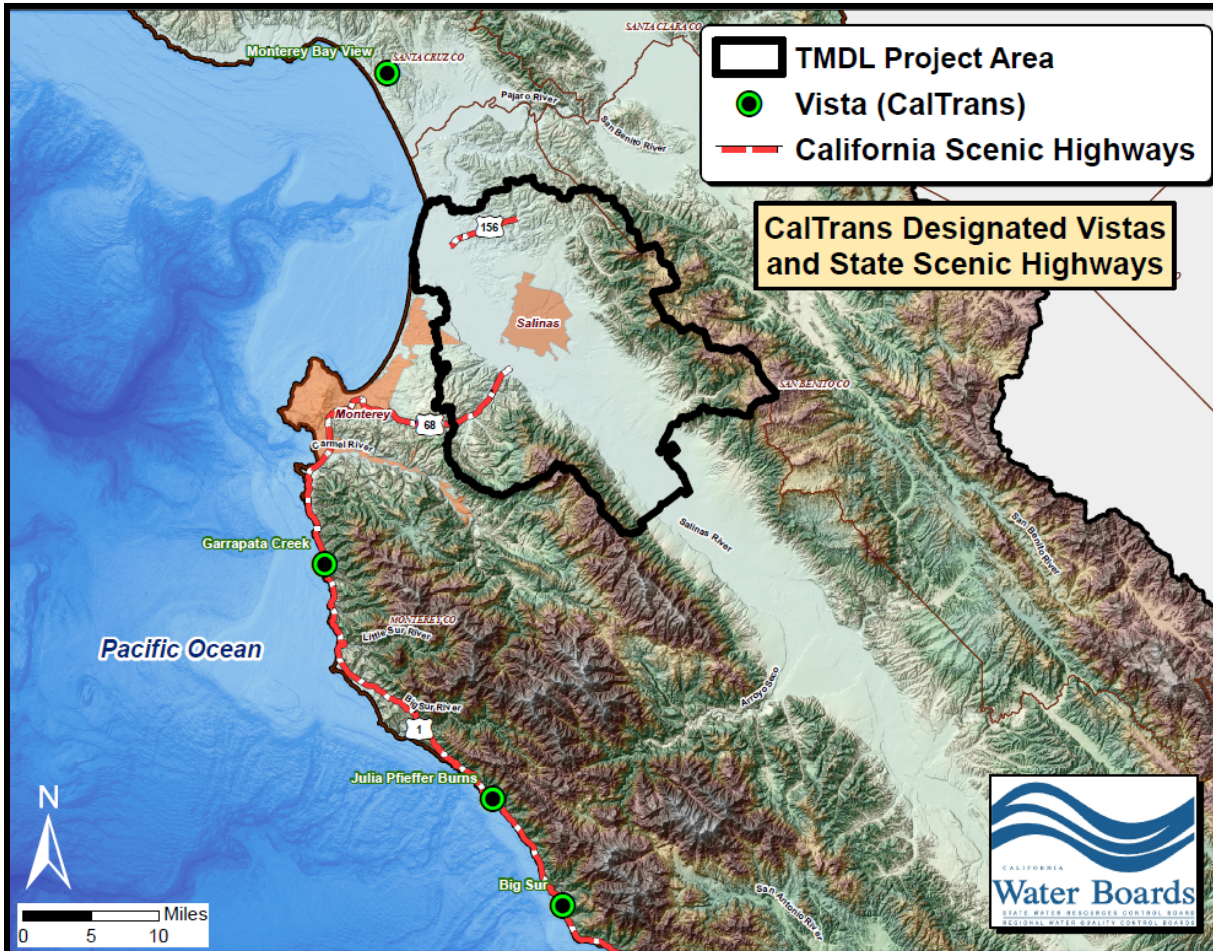 Monterey Bay View
SANTA CRUZ CO
SANTA CLARA CO
TMDL Project Area
Vista (CalTrans)
California Scenic Highways
Pajaro River
San Benito River
CalTrans Designated Vistas
and State Scenic Highways
156
Salinas
SAN BENITO CO
Monterey
68
Carmel River
Salinas River
San Benito River
Garrapata Creek
MONTEREY CO
Little Sur River
Pacific Ocean
Arroyo Seco
Big Sur River
1
Julia Pfieffer Burns
Big Sur
San Antonio River
N
Miles
0 5 10
CALIFORNIA
Water Boards
STATE WATER RESOURCES CONTROL BOARD
REGIONAL WATER QUALITY CONTROL BOARDS